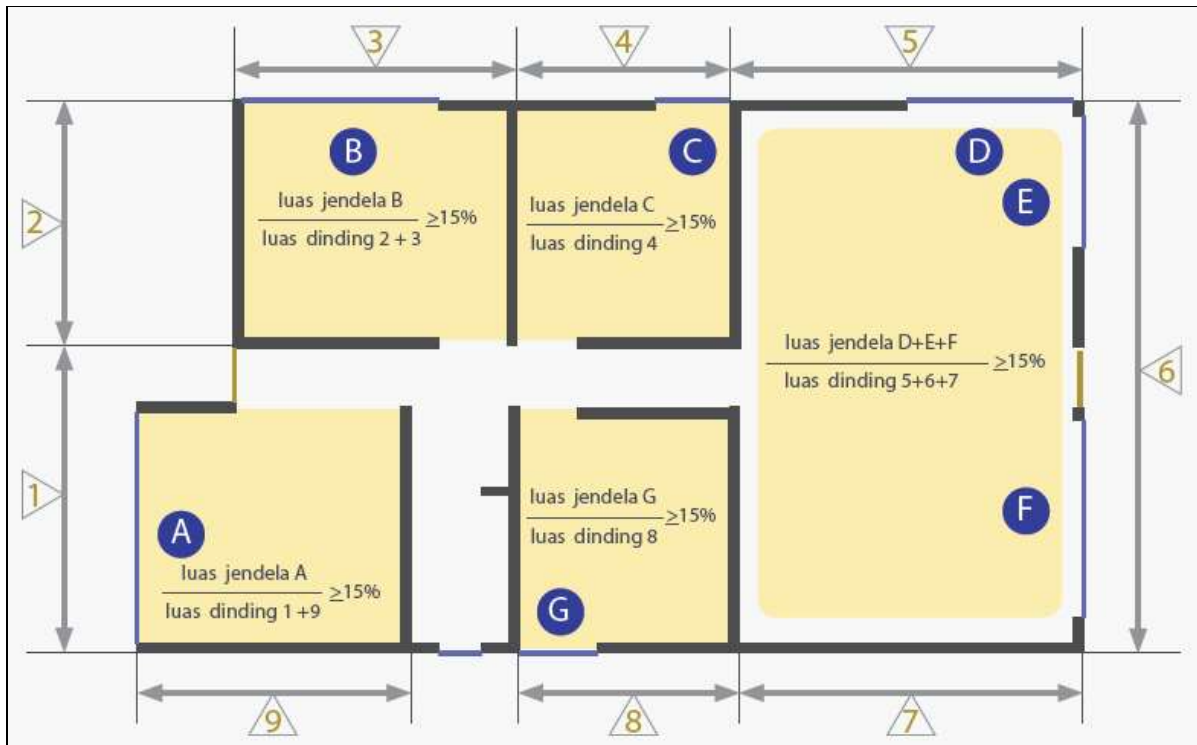 3
4
5
B
C
D
E
luas jendela B
luas dinding 2 + 3
≥15%
luas jendela C
luas dinding 4
≥15%
2
luas jendela D+E+F
luas dinding 5+6+7
≥15%
6
1
A
luas jendela A
luas dinding 1 +9
≥15%
luas jendela G
luas dinding 8
≥15%
G
F
9
8
7